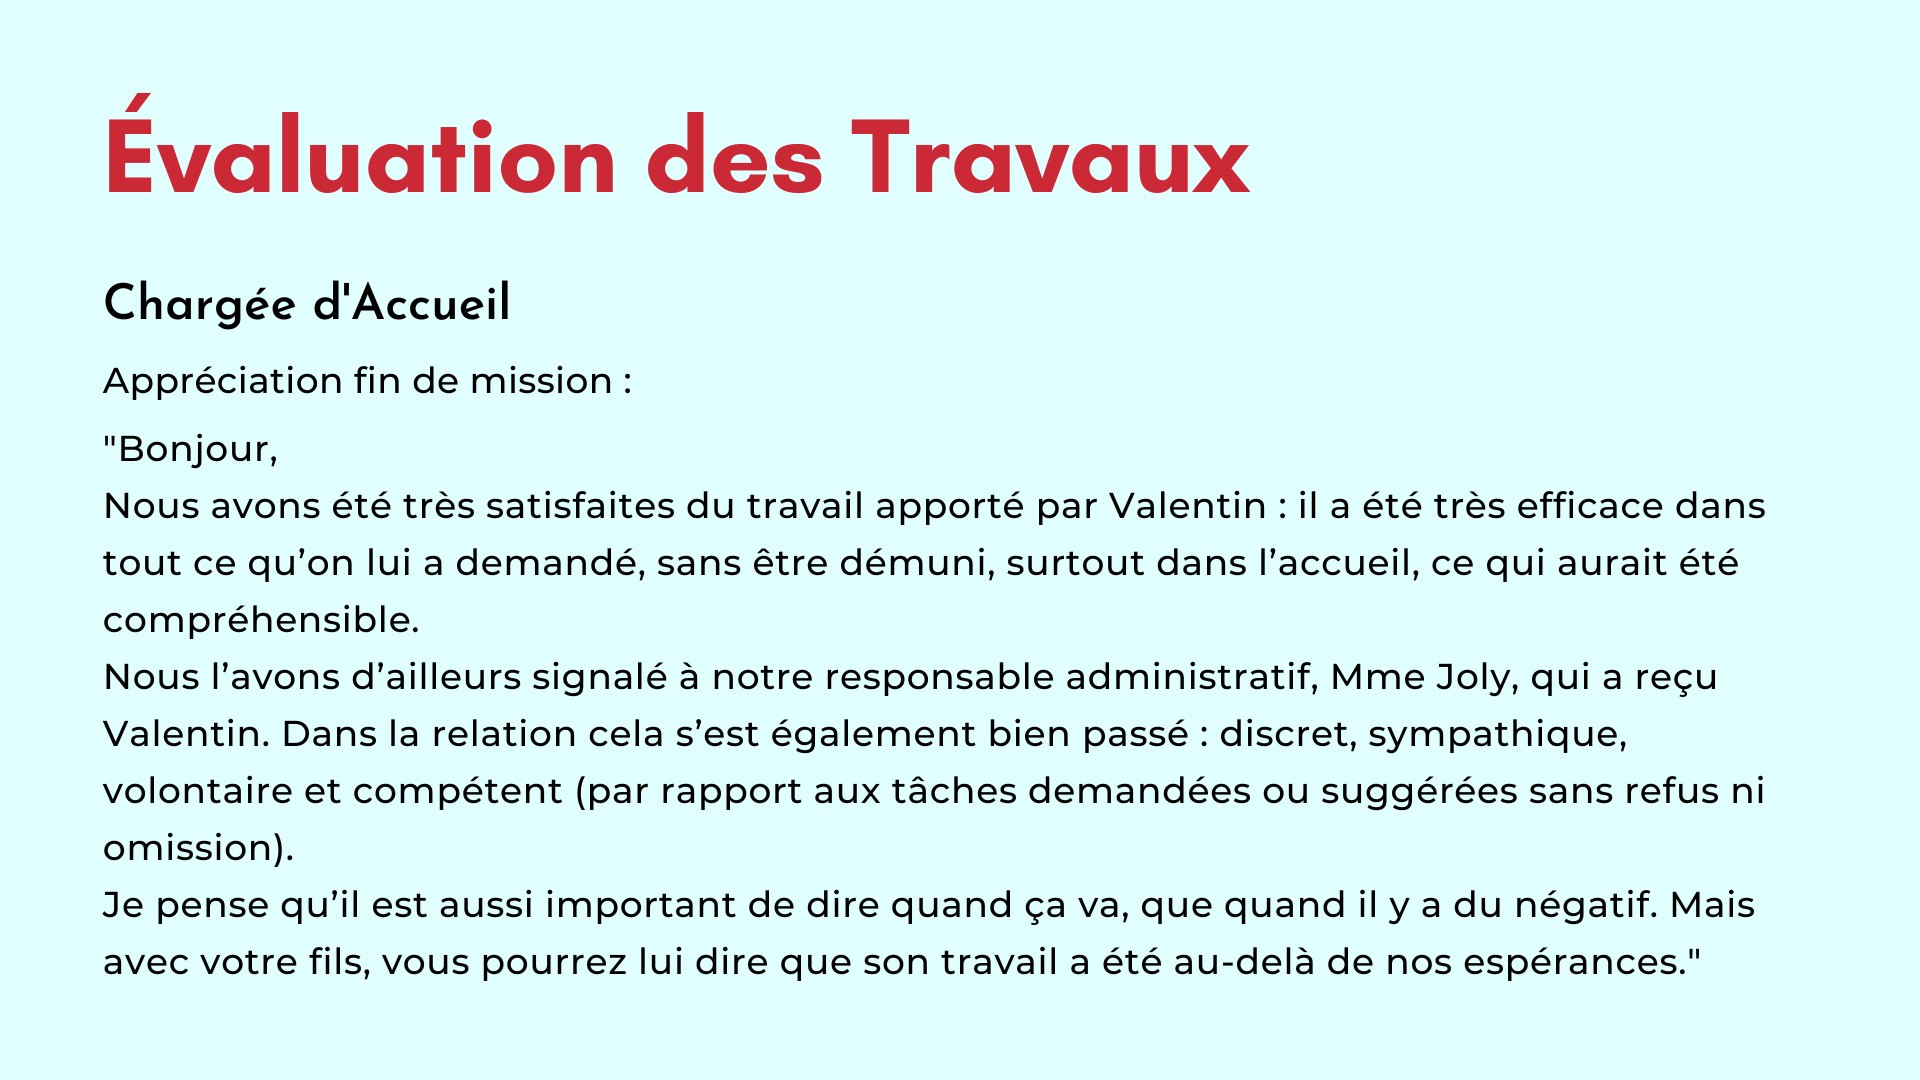 Évaluation des Travaux
Chargée d'Accueil
Appréciation fin de mission :
"Bonjour,
Nous avons été très satisfaites du travail apporté par Valentin : il a été très efficace dans
tout ce qu’on lui a demandé, sans être démuni, surtout dans l’accueil, ce qui aurait été
compréhensible.
Nous l’avons d’ailleurs signalé à notre responsable administratif, Mme Joly, qui a reçu
Valentin. Dans la relation cela s’est également bien passé : discret, sympathique,
volontaire et compétent (par rapport aux tâches demandées ou suggérées sans refus ni
omission).
Je pense qu’il est aussi important de dire quand ça va, que quand il y a du négatif. Mais
avec votre fils, vous pourrez lui dire que son travail a été au-delà de nos espérances."